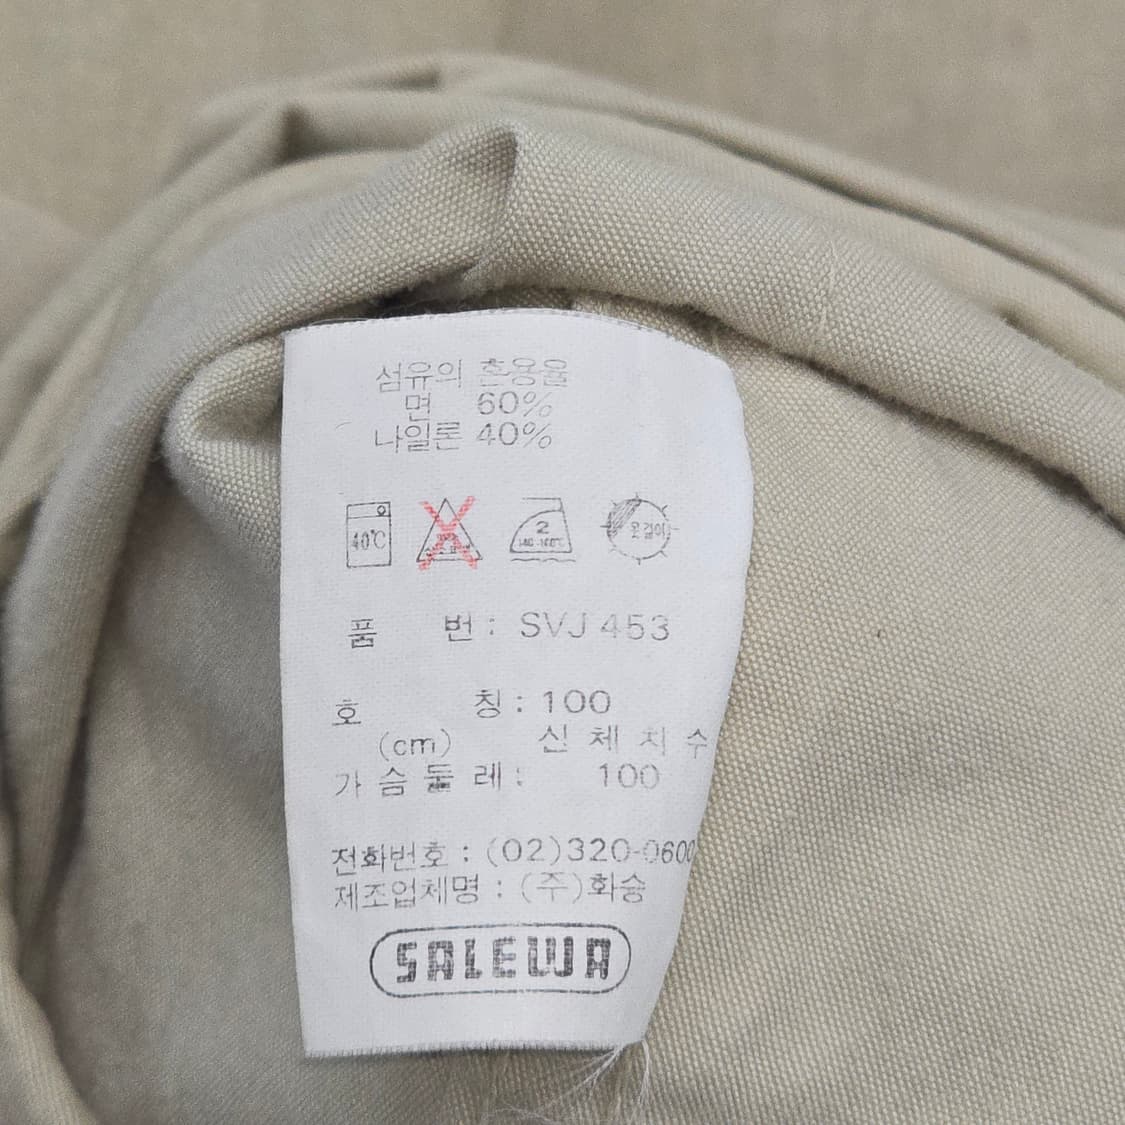 섬유의 혼용율
면 60%
나일론 40%
40℃
2
140-160℃
옷걸이
품 번 : SVJ 453
호 칭 : 100
(cm) 신 체 치 수
가 슴 둘 레 : 100
전화번호 : (02)320-0600
제조업체명 : (주)화승
SALEWA